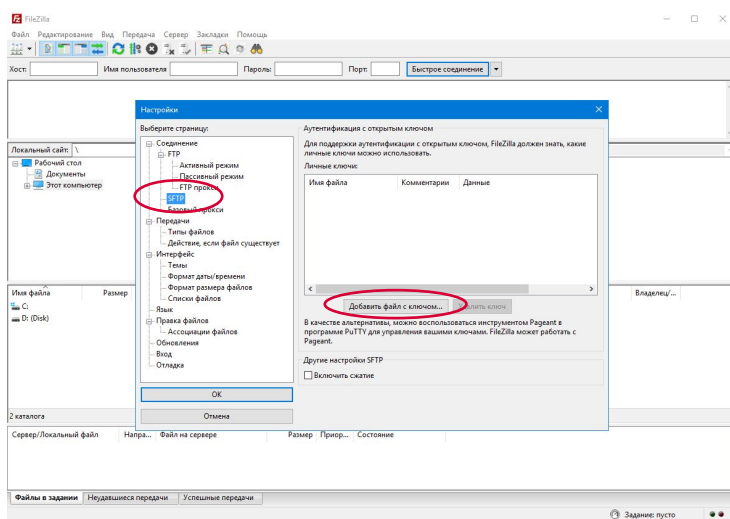 FileZilla
Файл Редактирование Вид Передача Сервер Закладки Помощь
Хост: Имя пользователя Пароль: Порт: Быстрое соединение
Настройки
Выберите страницу:
Соединение
FTP
Активный режим
Пассивный режим
FTP прокси
SFTP
Базовый прокси
Передачи
Типы файлов
Действие, если файл существует
Интерфейс
Темы
Формат даты/времени
Формат размера файлов
Списки файлов
Язык
Правка файлов
Ассоциации файлов
Обновления
Вход
Отладка
OK
Отмена
Аутентификация с открытым ключом
Для поддержки аутентификации с открытым ключом, FileZilla должен знать, какие
личные ключи можно использовать.
Личные ключи:
Имя файла Комментарии Данные
Добавить файл с ключом... Удалить ключ
В качестве альтернативы, можно воспользоваться инструментом Pageant в
программе PuTTY для управления вашими ключами. FileZilla может работать с
Pageant.
Другие настройки SFTP
Включить сжатие
Локальный сайт: \
Рабочий стол
Документы
Этот компьютер
Имя файла Размер
C:
D: (Disk)
Владелец/...
2 каталога
Сервер/Локальный файл Напра... Файл на сервере Размер Приор... Состояние
Файлы в задании Неудавшиеся передачи Успешные передачи
Задание: пусто